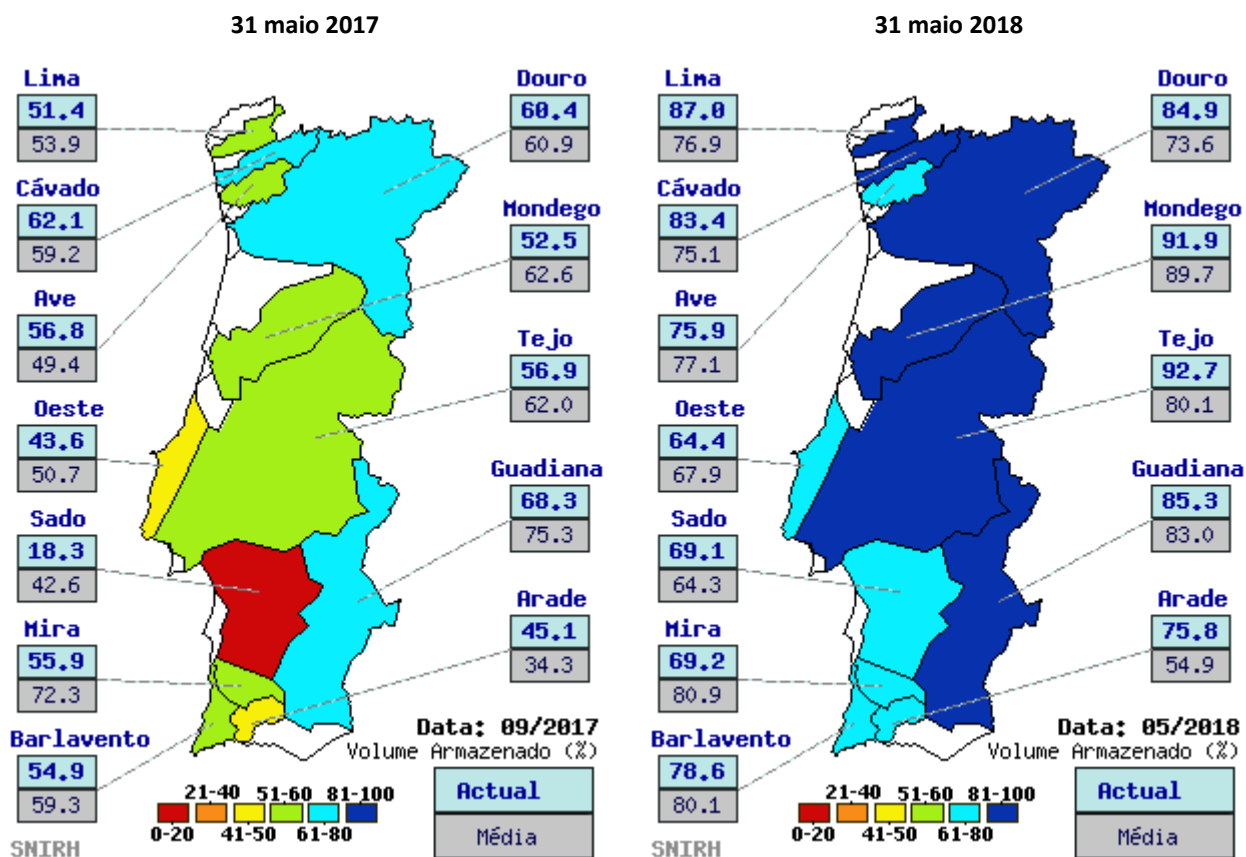 31 maio 2017
Lima
51.4
53.9
Douro
60.4
60.9
Cávado
62.1
59.2
Mondego
52.5
62.6
Ave
56.8
49.4
Tejo
56.9
62.0
Oeste
43.6
50.7
Guadiana
68.3
75.3
Sado
18.3
42.6
Arade
45.1
34.3
Mira
55.9
72.3
Barlavento
54.9
59.3
Data: 09/2017
Volume Armazenado (%)
Actual
Média
21-40 51-60 81-100
0-20 41-50 61-80
SNIRH
31 maio 2018
Lima
87.0
76.9
Douro
84.9
73.6
Cávado
83.4
75.1
Mondego
91.9
89.7
Ave
75.9
77.1
Tejo
92.7
80.1
Oeste
64.4
67.9
Guadiana
85.3
83.0
Sado
69.1
64.3
Arade
75.8
54.9
Mira
69.2
80.9
Barlavento
78.6
80.1
Data: 05/2018
Volume Armazenado (%)
Actual
Média
21-40 51-60 81-100
0-20 41-50 61-80
SNIRH